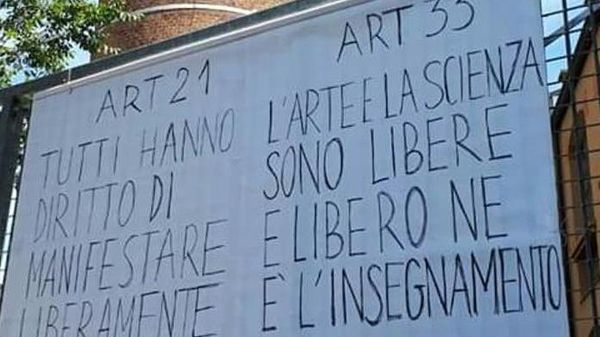 ART 21
TUTTI HANNO
DIRITTO DI
MANIFESTARE
LIBERAMENTE
ART 33
L'ARTE E LA SCIENZA
SONO LIBERE
E LIBERO NE
È L'INSEGNAMENTO